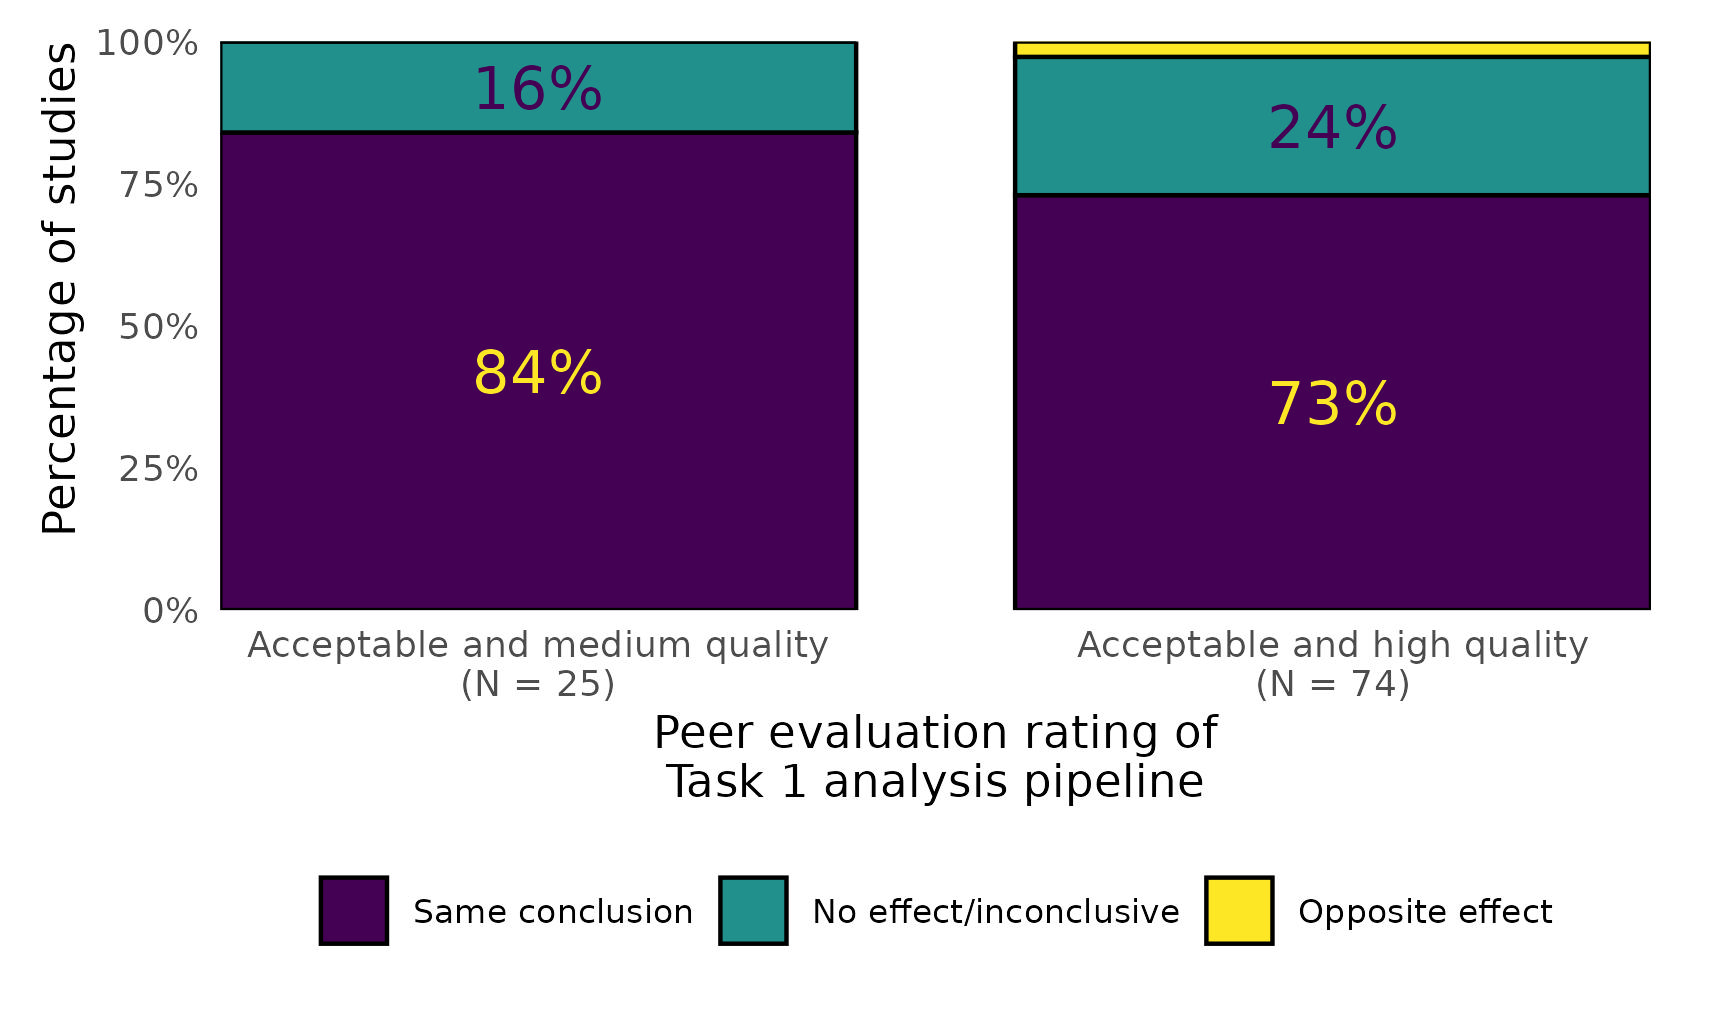 Percentage of studies
100%
75%
50%
25%
0%
16%
84%
24%
73%
Acceptable and medium quality
(N = 25)
Acceptable and high quality
(N = 74)
Peer evaluation rating of
Task 1 analysis pipeline
Same conclusion
No effect/inconclusive
Opposite effect